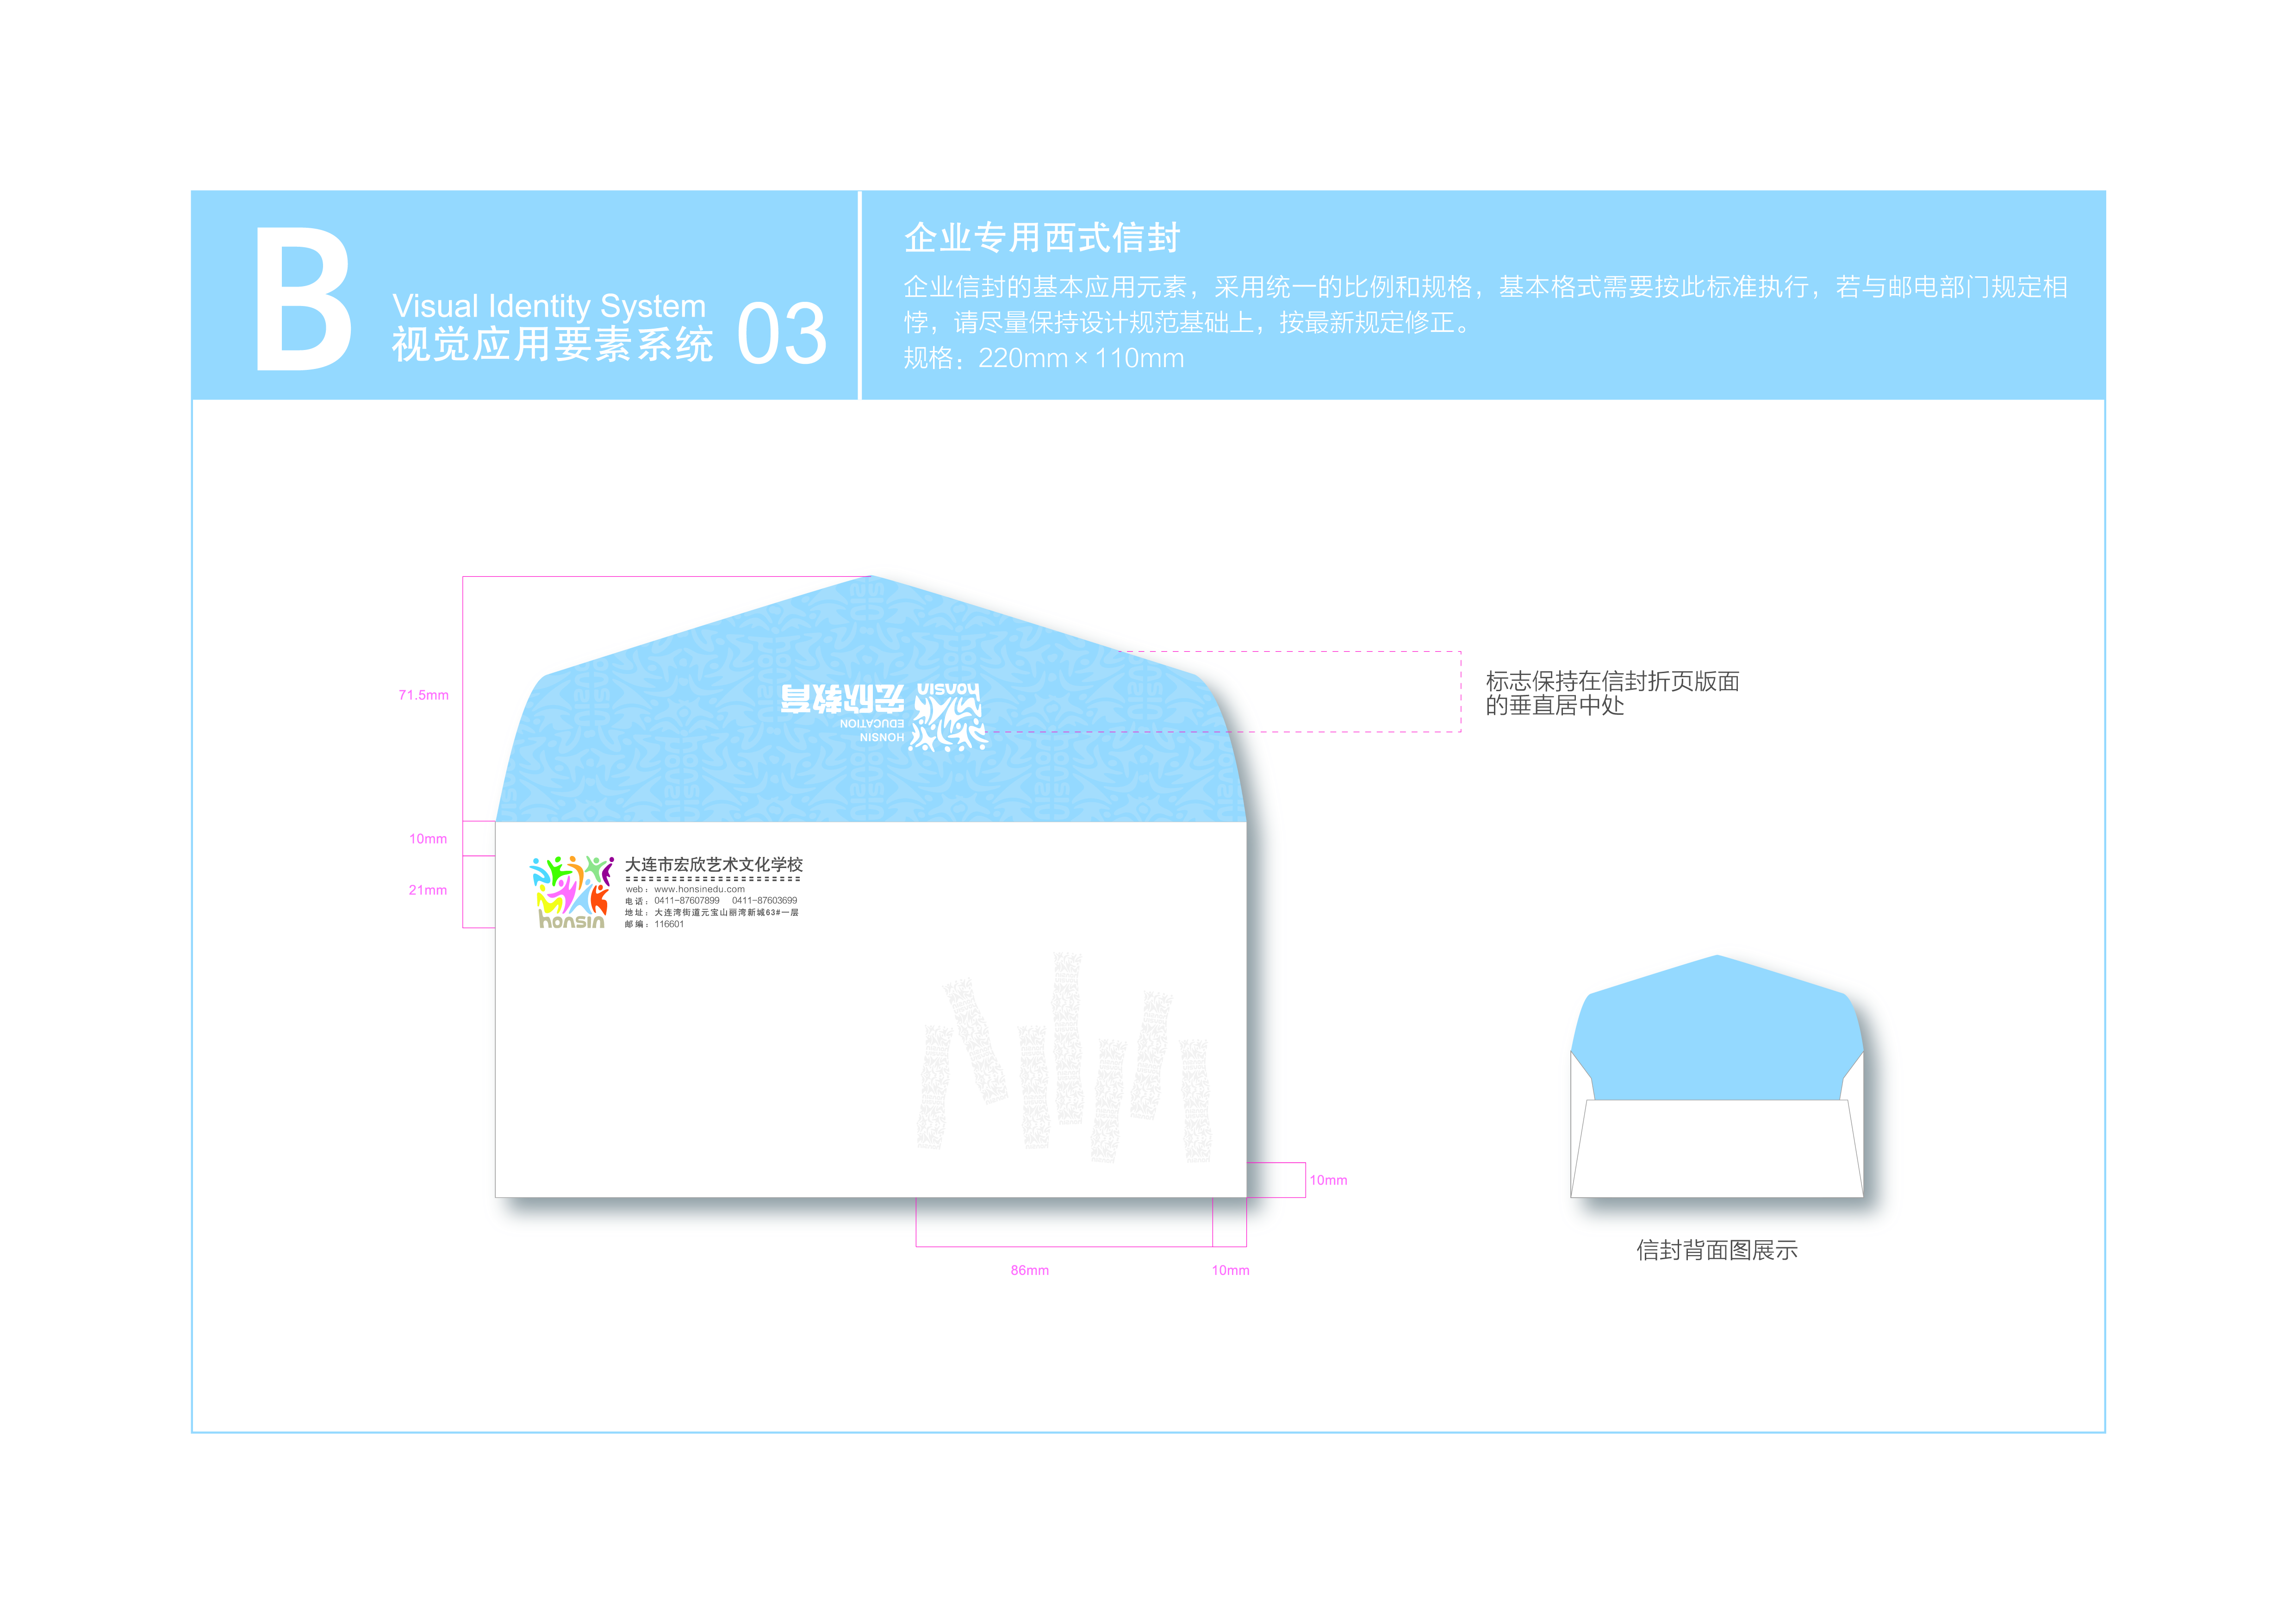 B
Visual Identity System
视觉应用要素系统 03
企业专用西式信封
企业信封的基本应用元素，采用统一的比例和规格，基本格式需要按此标准执行，若与邮电部门规定相
悖，请尽量保持设计规范基础上，按最新规定修正。
规格：220mm×110mm
71.5mm
honsin
宏欣教育
EDUCATION
HONSIN
标志保持在信封折页版面
的垂直居中处
10mm
21mm
honsin
大连市宏欣艺术文化学校
web：www.honsinedu.com
电话：0411-87607899 0411-87603699
地址：大连湾街道元宝山丽湾新城63#一层
邮编：116601
10mm
86mm
10mm
信封背面图展示